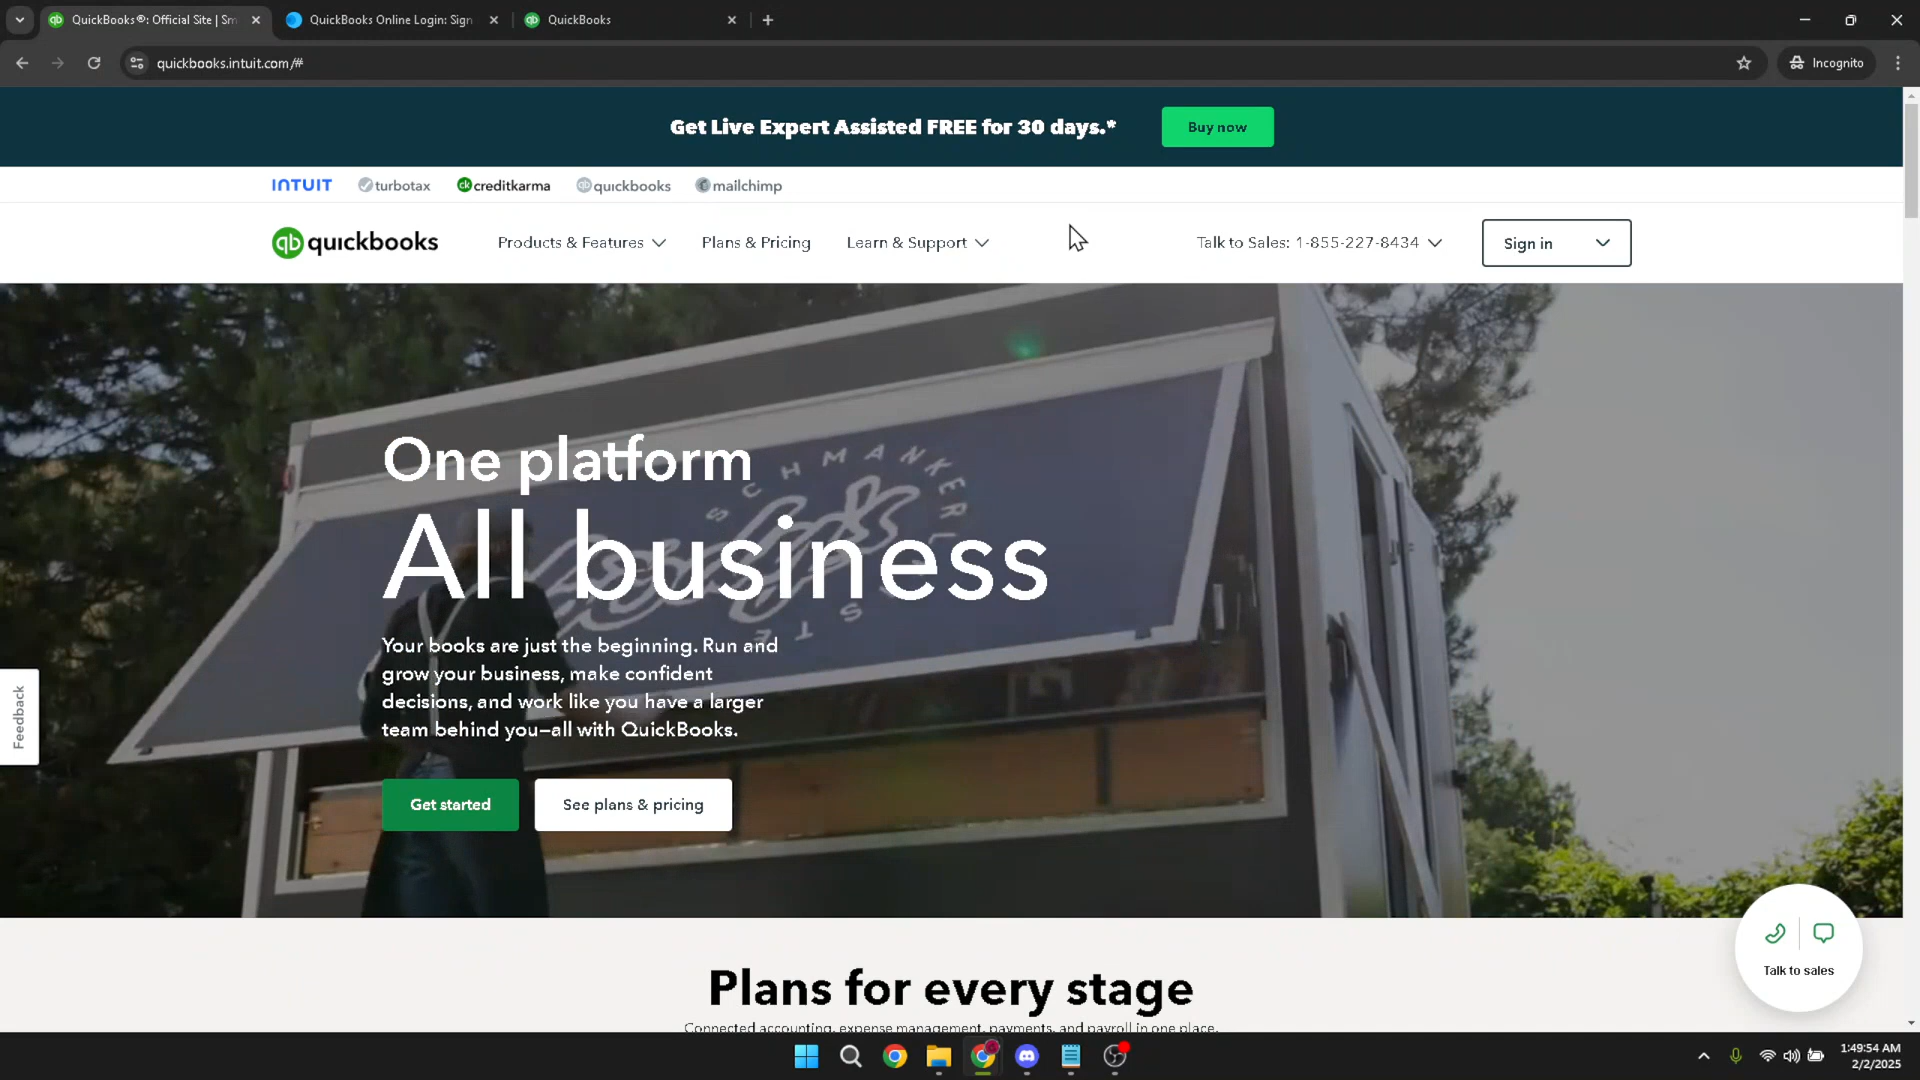 QuickBooks®: Official Site | Sm
QuickBooks Online Login: Sign
QuickBooks
quickbooks.intuit.com/#
Incognito
Get Live Expert Assisted FREE for 30 days.*
Buy now
INTUIT
turbotax
creditkarma
quickbooks
mailchimp
quickbooks
Products & Features
Plans & Pricing
Learn & Support
Talk to Sales: 1-855-227-8434
Sign in
SCHMANKERL
One platform
All business
Your books are just the beginning. Run and
grow your business, make confident
decisions, and work like you have a larger
team behind you—all with QuickBooks.
Get started
See plans & pricing
Feedback
Talk to sales
Plans for every stage
Connected accounting, expense management, payments, and payroll in one place.
1:49:54 AM
2/2/2025